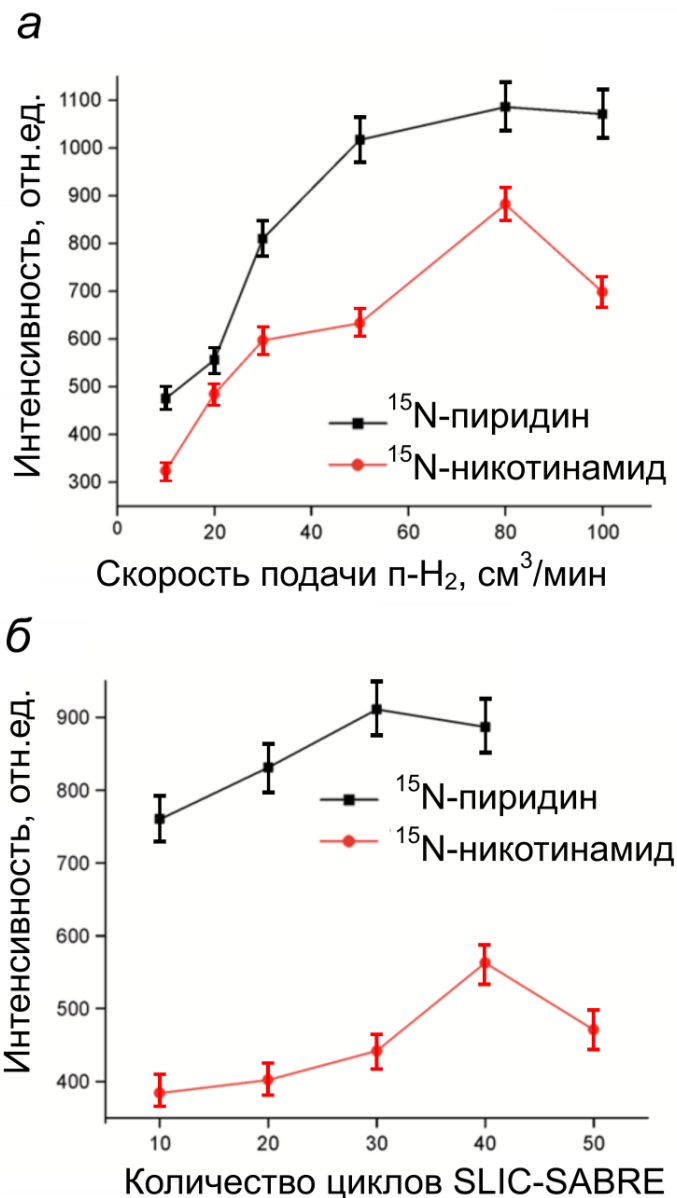 а
Интенсивность, отн.ед.
1100
1000
900
800
700
600
500
400
300
15N-пиридин
15N-никотинамид
0 20 40 60 80 100
Скорость подачи п-H2, см3/мин
б
Интенсивность, отн.ед.
900
800
700
600
500
400
15N-пиридин
15N-никотинамид
10 20 30 40 50
Количество циклов SLIC-SABRE